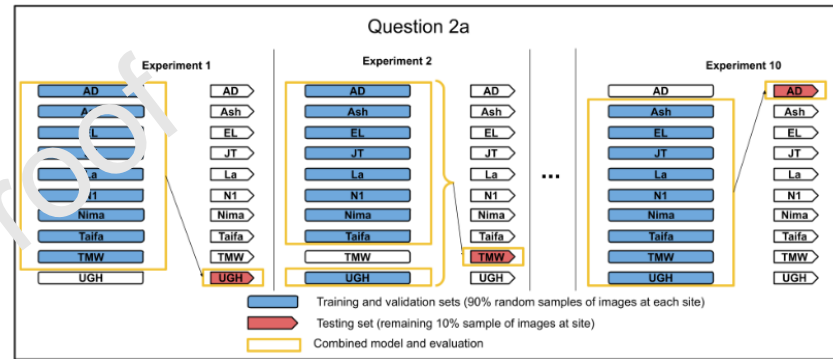 Question 2a
Experiment 1
AD
Ash
EL
La
N1
Nima
Taifa
TMW
UGH
AD
Ash
EL
JT
La
N1
Nima
Taifa
TMW
UGH
Experiment 2
AD
Ash
EL
JT
La
N1
Nima
Taifa
TMW
UGH
AD
Ash
EL
JT
La
N1
Nima
Taifa
TMW
UGH
...
Experiment 10
AD
Ash
EL
JT
La
N1
Nima
Taifa
TMW
UGH
AD
Ash
EL
JT
La
N1
Nima
Taifa
TMW
UGH
Training and validation sets (90% random samples of images at each site)
Testing set (remaining 10% sample of images at site)
Combined model and evaluation
roof